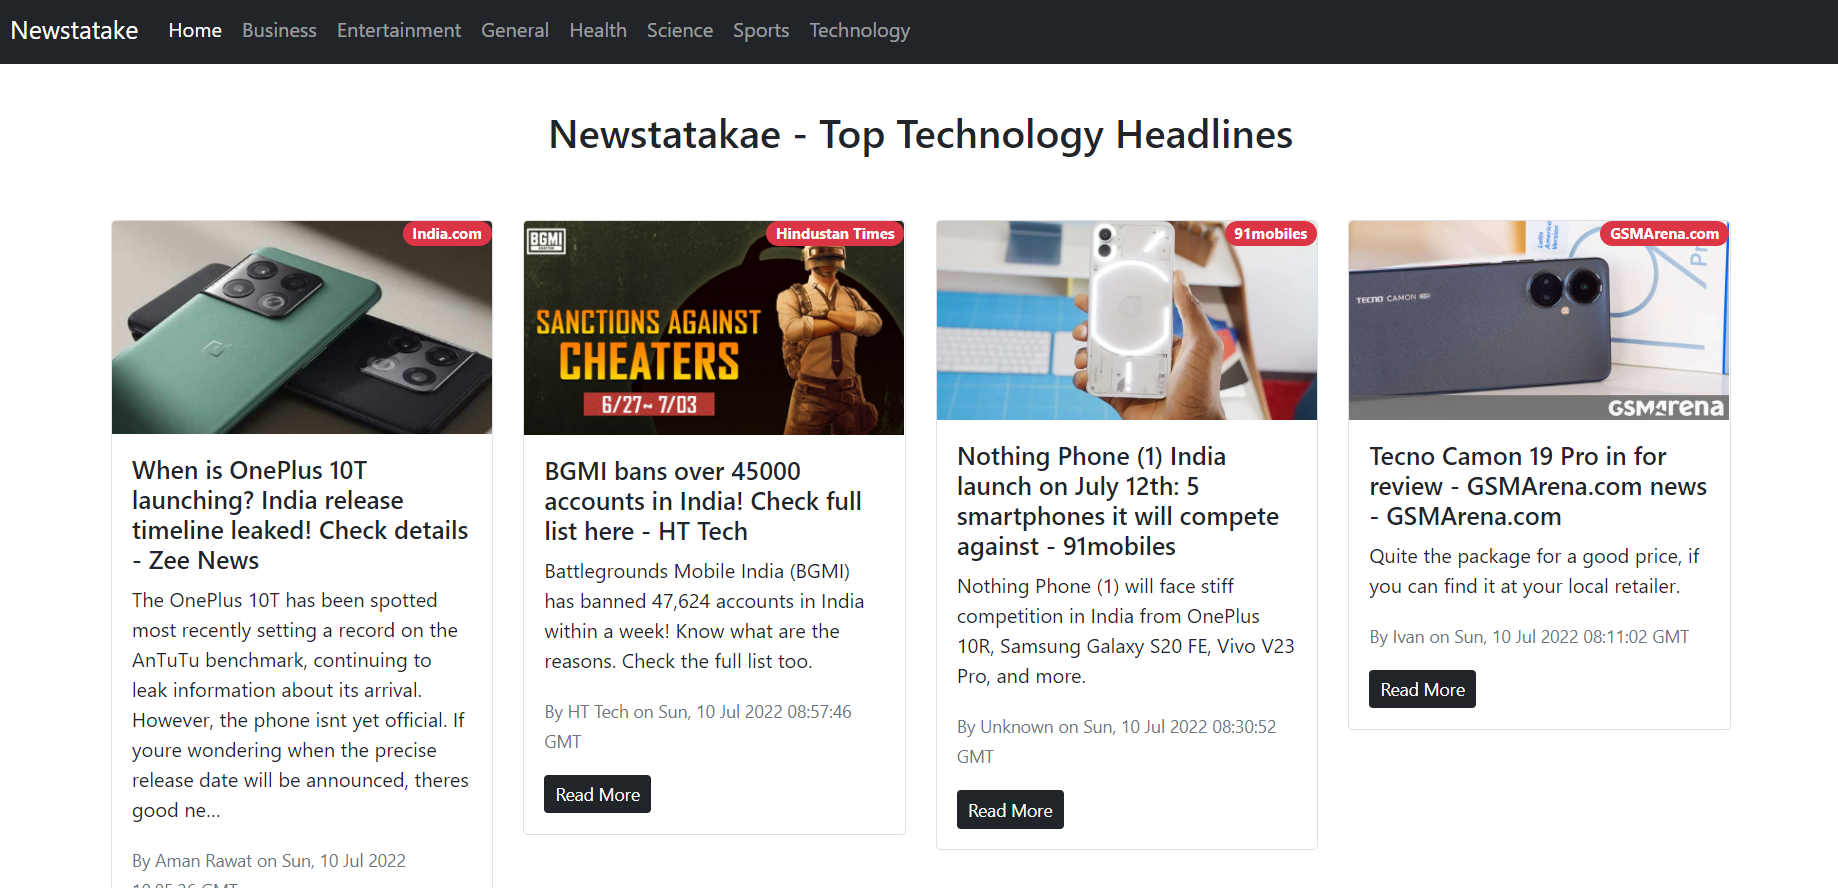 Newstatake Home Business Entertainment General Health Science Sports Technology
Newstatakae - Top Technology Headlines
India.com
When is OnePlus 10T
launching? India release
timeline leaked! Check details
- Zee News
The OnePlus 10T has been spotted
most recently setting a record on the
AnTuTu benchmark, continuing to
leak information about its arrival.
However, the phone isnt yet official. If
youre wondering when the precise
release date will be announced, theres
good ne...
By Aman Rawat on Sun, 10 Jul 2022
Hindustan Times
BGMI
SANCTIONS AGAINST
CHEATERS
6/27~ 7/03
BGMI bans over 45000
accounts in India! Check full
list here - HT Tech
Battlegrounds Mobile India (BGMI)
has banned 47,624 accounts in India
within a week! Know what are the
reasons. Check the full list too.
By HT Tech on Sun, 10 Jul 2022 08:57:46
GMT
Read More
91mobiles
Nothing Phone (1) India
launch on July 12th: 5
smartphones it will compete
against - 91mobiles
Nothing Phone (1) will face stiff
competition in India from OnePlus
10R, Samsung Galaxy S20 FE, Vivo V23
Pro, and more.
By Unknown on Sun, 10 Jul 2022 08:30:52
GMT
Read More
GSMArena.com
Latin
America
Version
Pr
TECNO CAMON
GSMArena
Tecno Camon 19 Pro in for
review - GSMArena.com news
- GSMArena.com
Quite the package for a good price, if
you can find it at your local retailer.
By Ivan on Sun, 10 Jul 2022 08:11:02 GMT
Read More